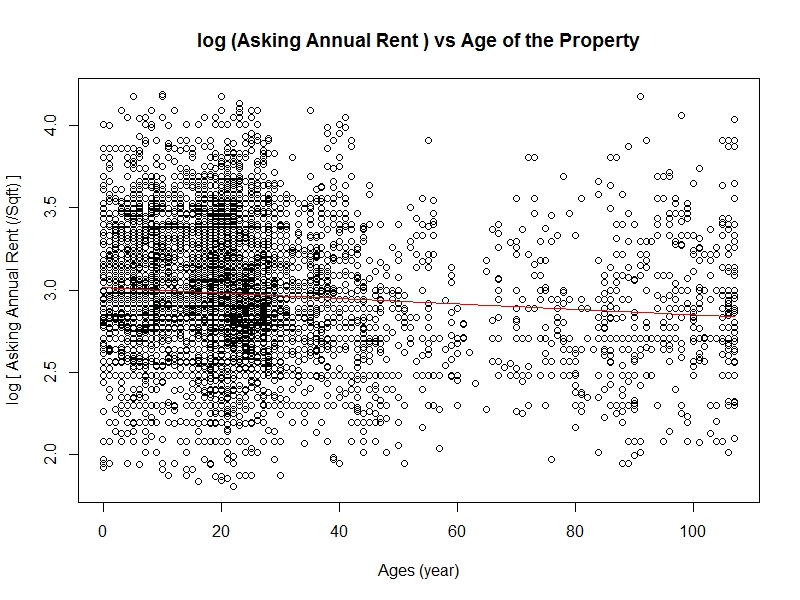 log (Asking Annual Rent ) vs Age of the Property
log [ Asking Annual Rent (/Sqft) ]
4.0
3.5
3.0
2.5
2.0
0 20 40 60 80 100
Ages (year)